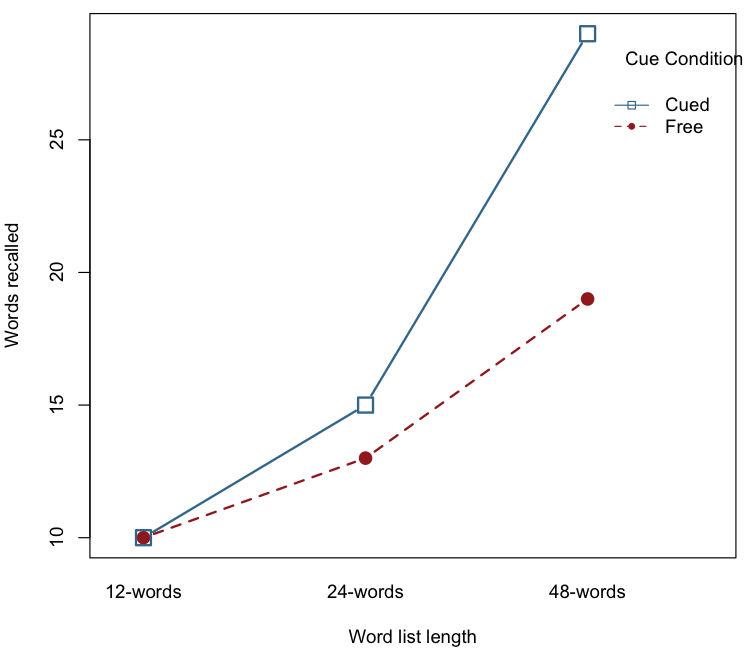 Cue Condition
Cued
Free
25
20
15
10
Words recalled
12-words 24-words 48-words
Word list length